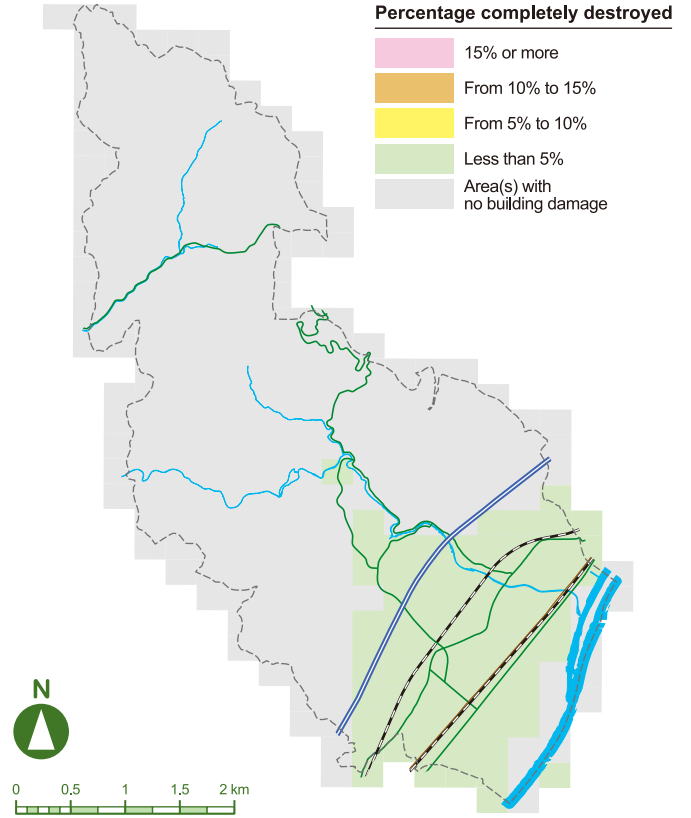 Percentage completely destroyed
15% or more
From 10% to 15%
From 5% to 10%
Less than 5%
Area(s) with
no building damage
N
0 0.5 1 1.5 2 km